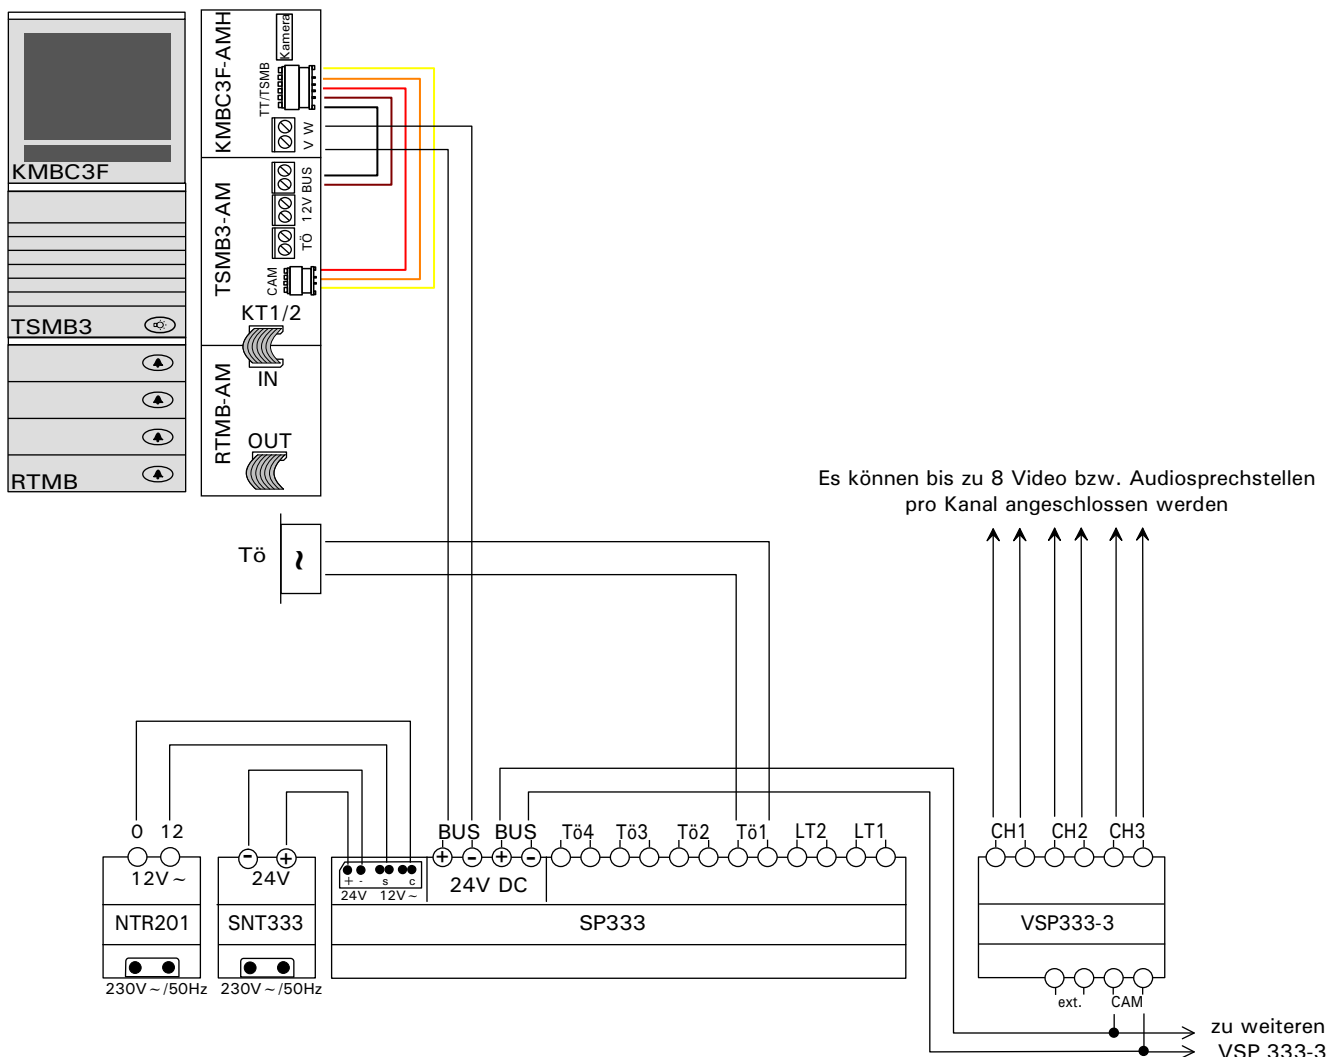 KMBC3F
TSMB3
RTMB
KMBC3F-AMH
Kamera
TT/TSMB
V W
TSMB3-AM
TÖ 12V BUS
CAM
KT1/2
RTMB-AM
IN
OUT
Tö
~
Es können bis zu 8 Video bzw. Audiosprechstellen
pro Kanal angeschlossen werden
0 12
12V~
NTR201
230V~/50Hz
- +
24V
SNT333
230V~/50Hz
+ - s c
24V 12V~
BUS BUS Tö4 Tö3 Tö2 Tö1 LT2 LT1
+ - + -
24V DC
SP333
CH1 CH2 CH3
VSP333-3
ext. CAM
zu weiteren
VSP 333-3